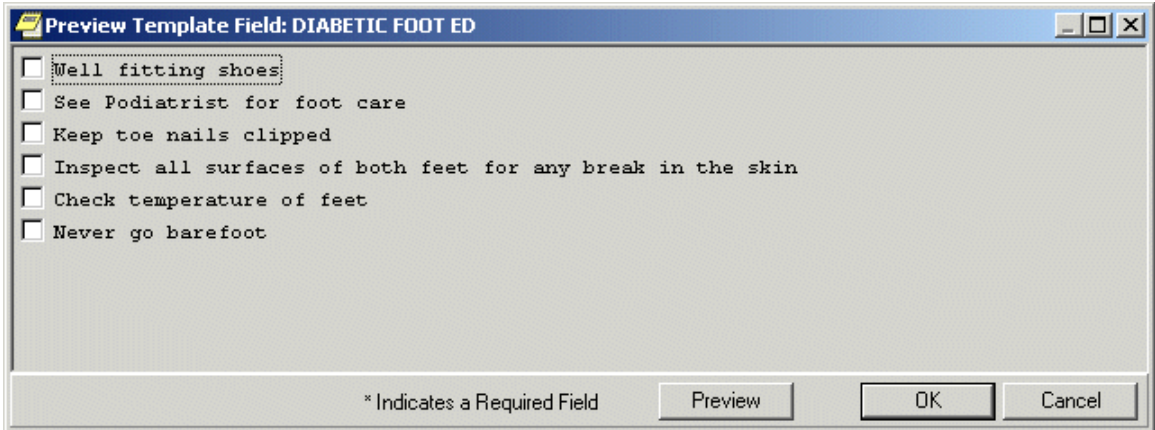 Preview Template Field: DIABETIC FOOT ED
Well fitting shoes
See Podiatrist for foot care
Keep toe nails clipped
Inspect all surfaces of both feet for any break in the skin
Check temperature of feet
Never go barefoot
* Indicates a Required Field Preview OK Cancel